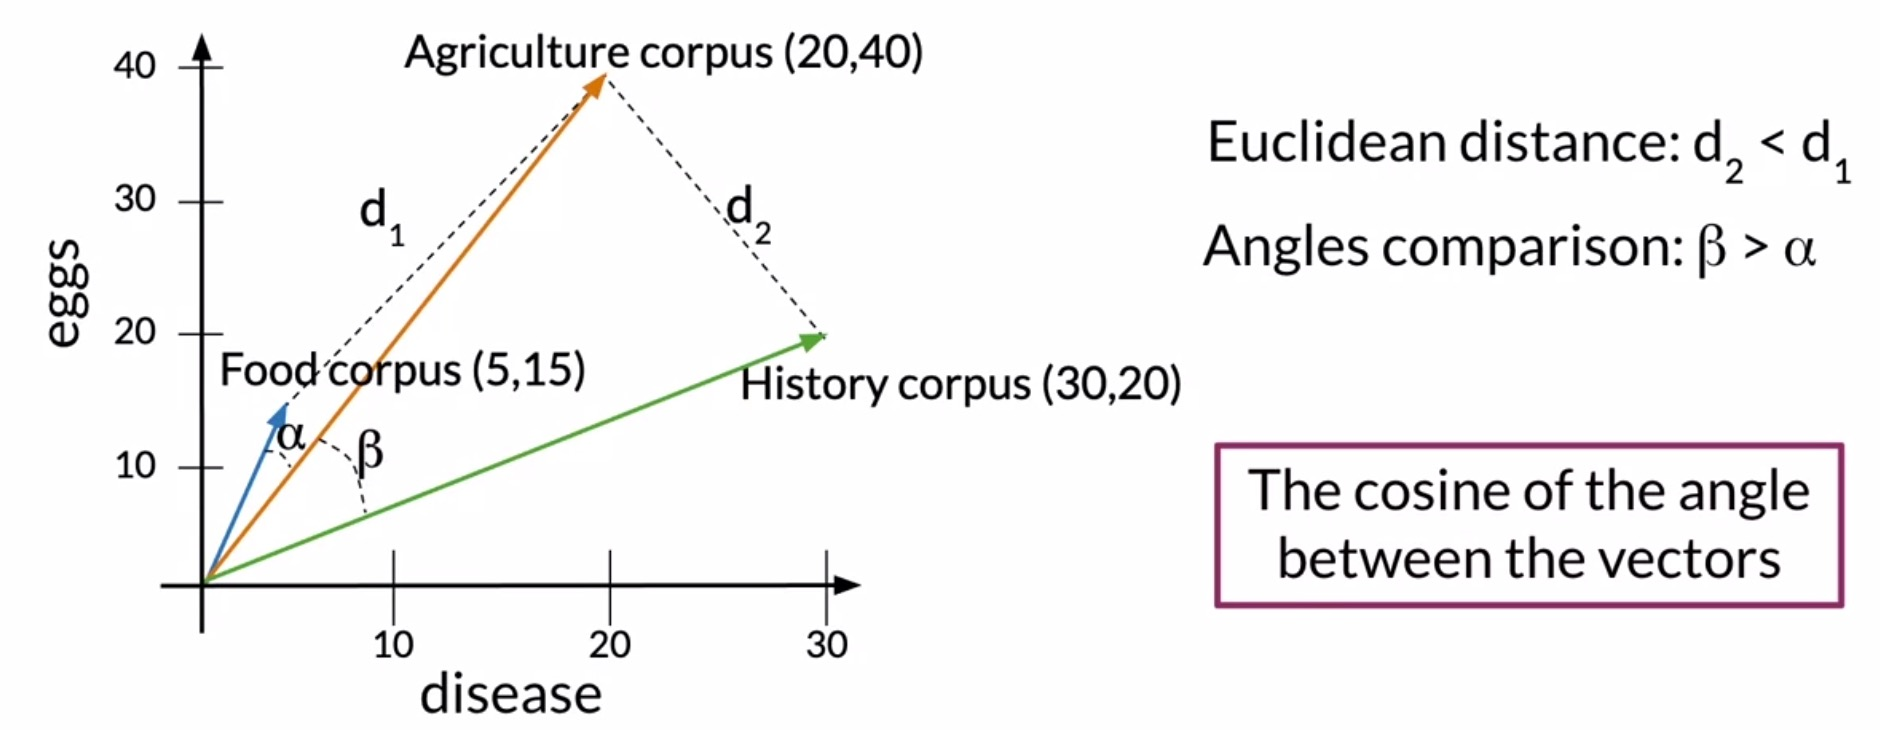 Agriculture corpus (20,40)
40
30
20
10
eggs
d₁
d₂
Food corpus (5,15)
History corpus (30,20)
α
β
10
20
30
disease
Euclidean distance: d₂ < d₁
Angles comparison: β > α
The cosine of the angle
between the vectors